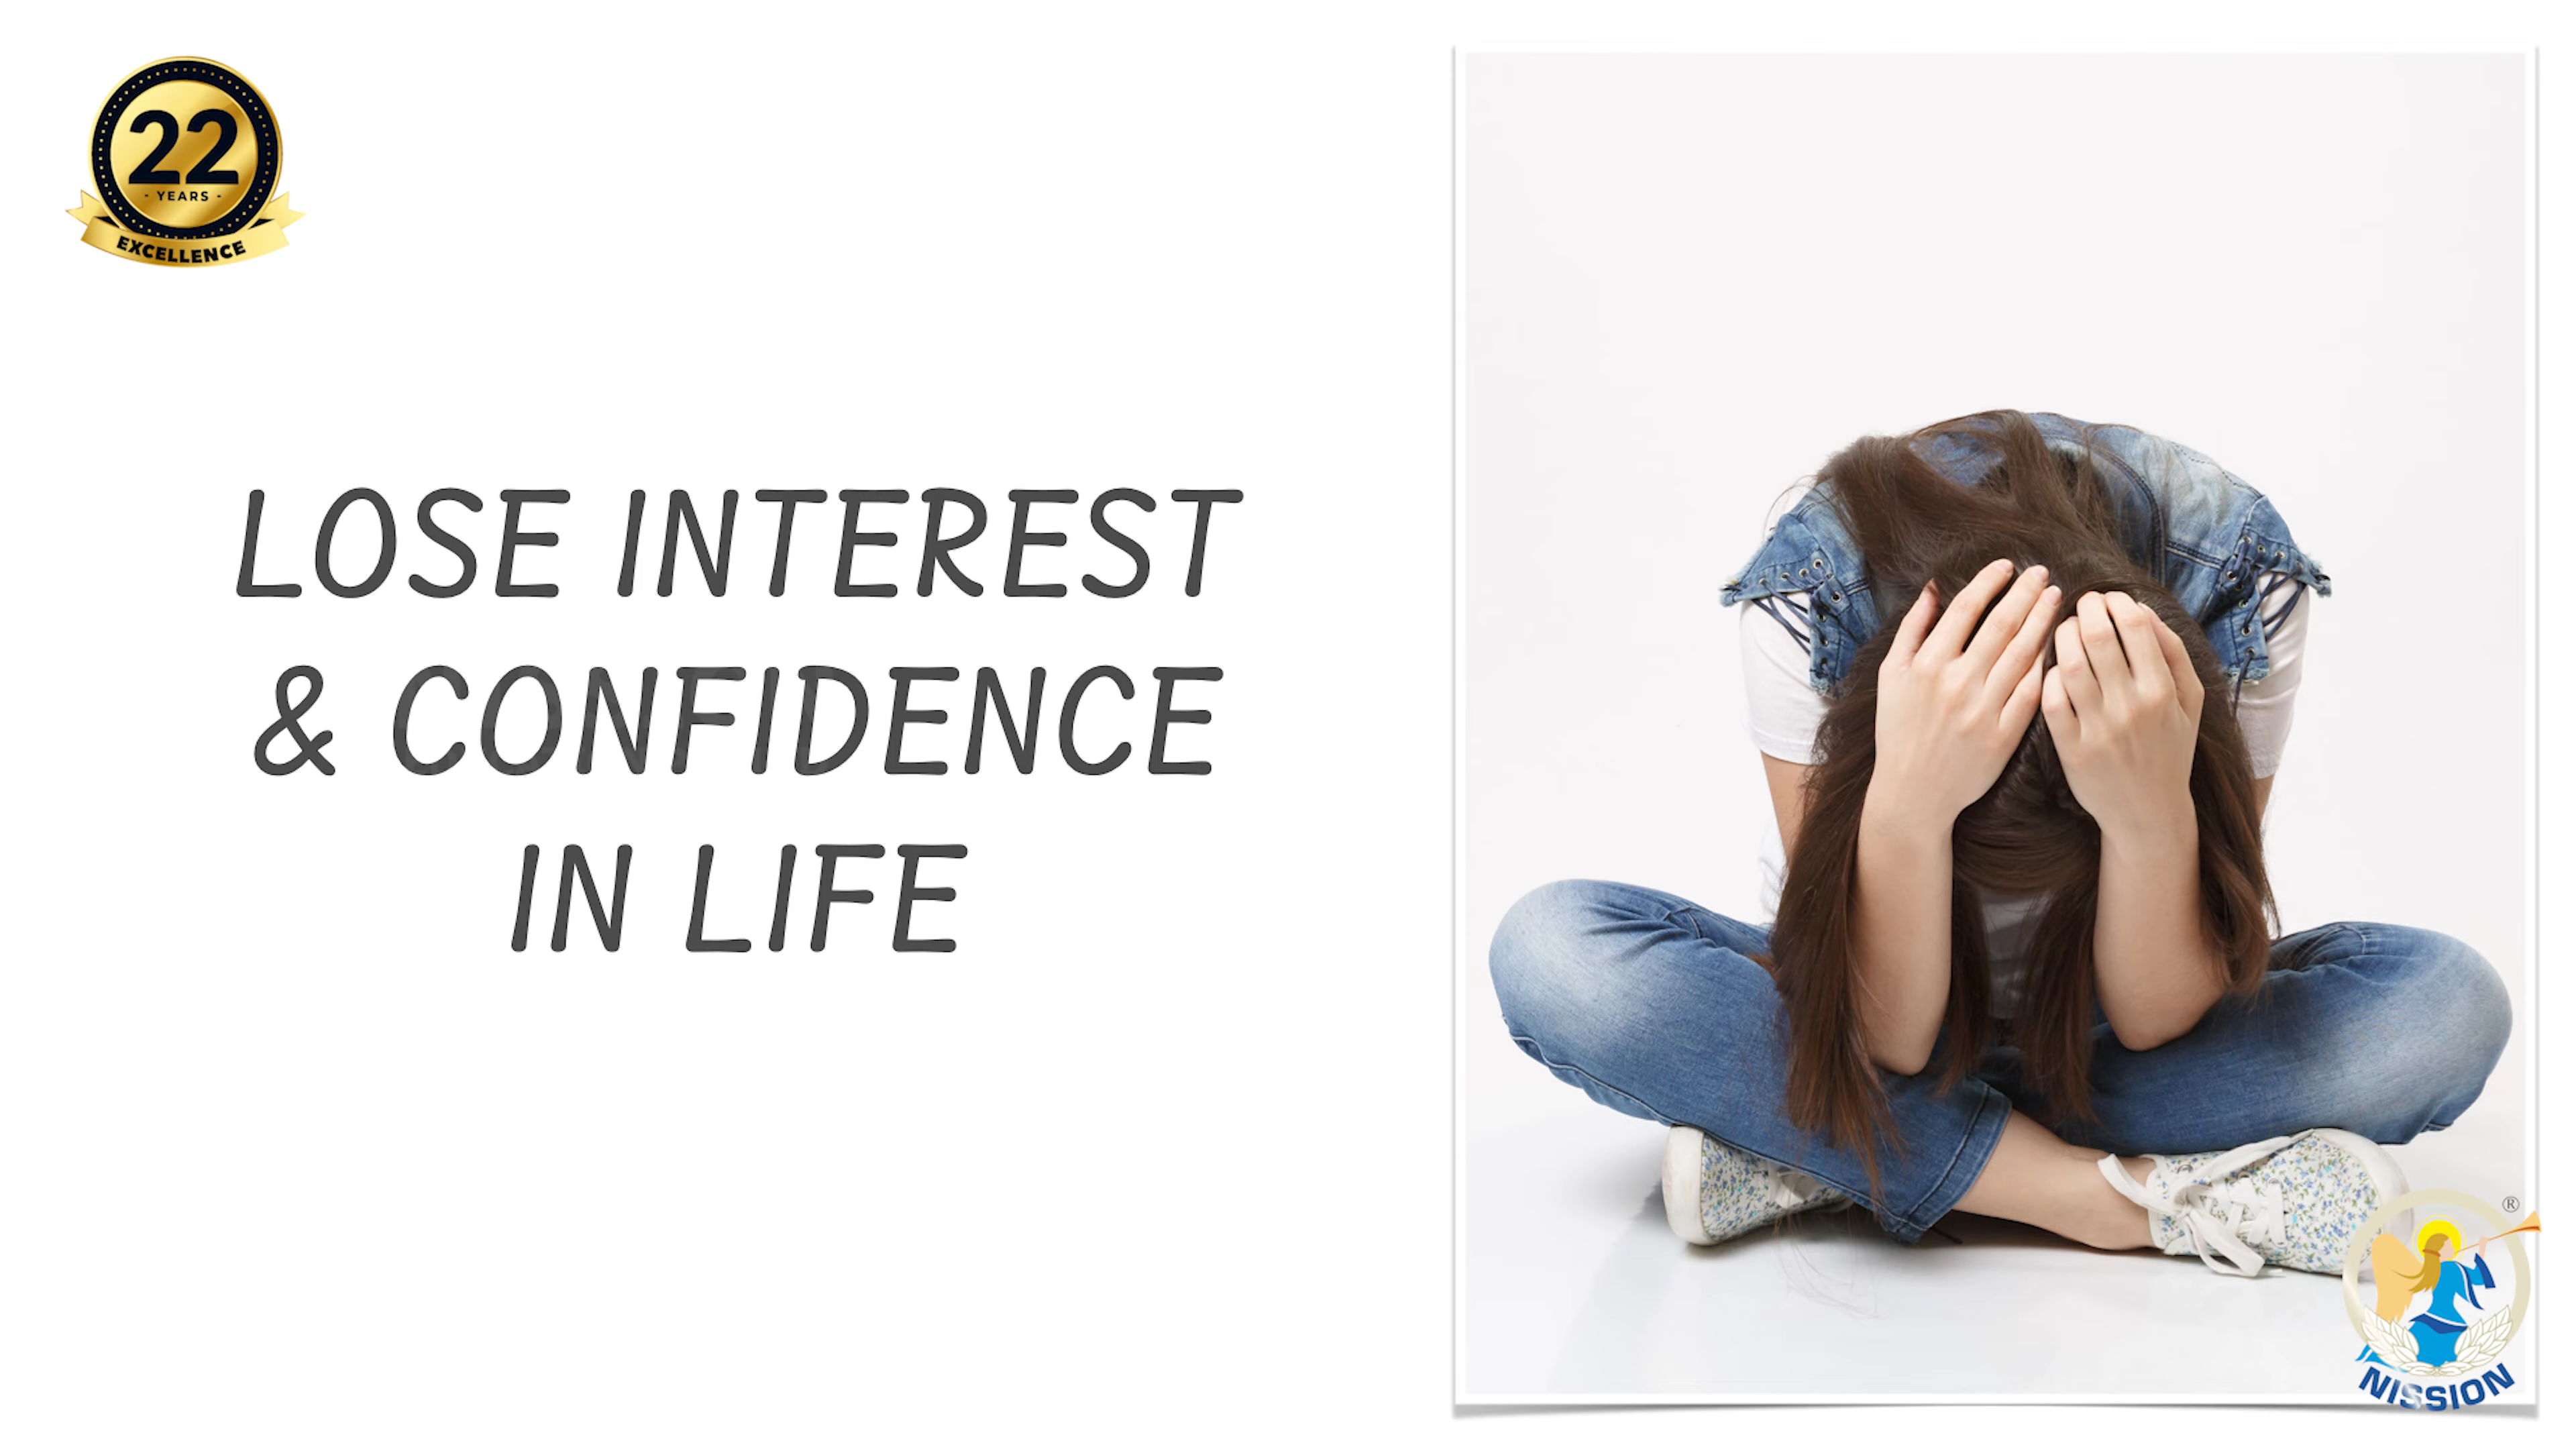 22
- YEARS -
EXCELLENCE
LOSE INTEREST
& CONFIDENCE
IN LIFE
®
NISSION